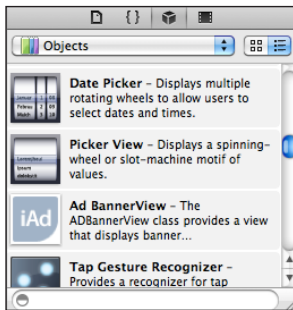 { }
Objects
Date Picker – Displays multiple
rotating wheels to allow users to
select dates and times.
Picker View – Displays a spinning-
wheel or slot-machine motif of
values.
iAd
Ad BannerView – The
ADBannerView class provides a view
that displays banner...
Tap Gesture Recognizer –
Provides a recognizer for tap